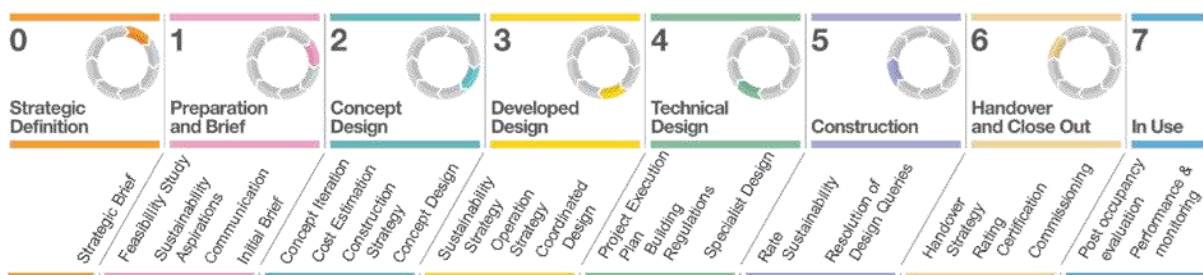 0
Strategic
Definition
1
Preparation
and Brief
2
Concept
Design
3
Developed
Design
4
Technical
Design
5
Construction
6
Handover
and Close Out
7
In Use
Strategic Brief
Feasibility Study
Sustainability
Aspirations
Communication
Initial Brief
Concept Iteration
Cost Estimation
Construction
Strategy
Concept Design
Sustainability
Strategy
Operation
Strategy
Coordinated
Design
Project Execution
Plan
Building
Regulations
Specialist Design
Rate
Sustainability
Resolution of
Design Queries
Handover
Strategy
Rating
Certification
Commissioning
Post occupancy
evaluation
Performance &
monitoring